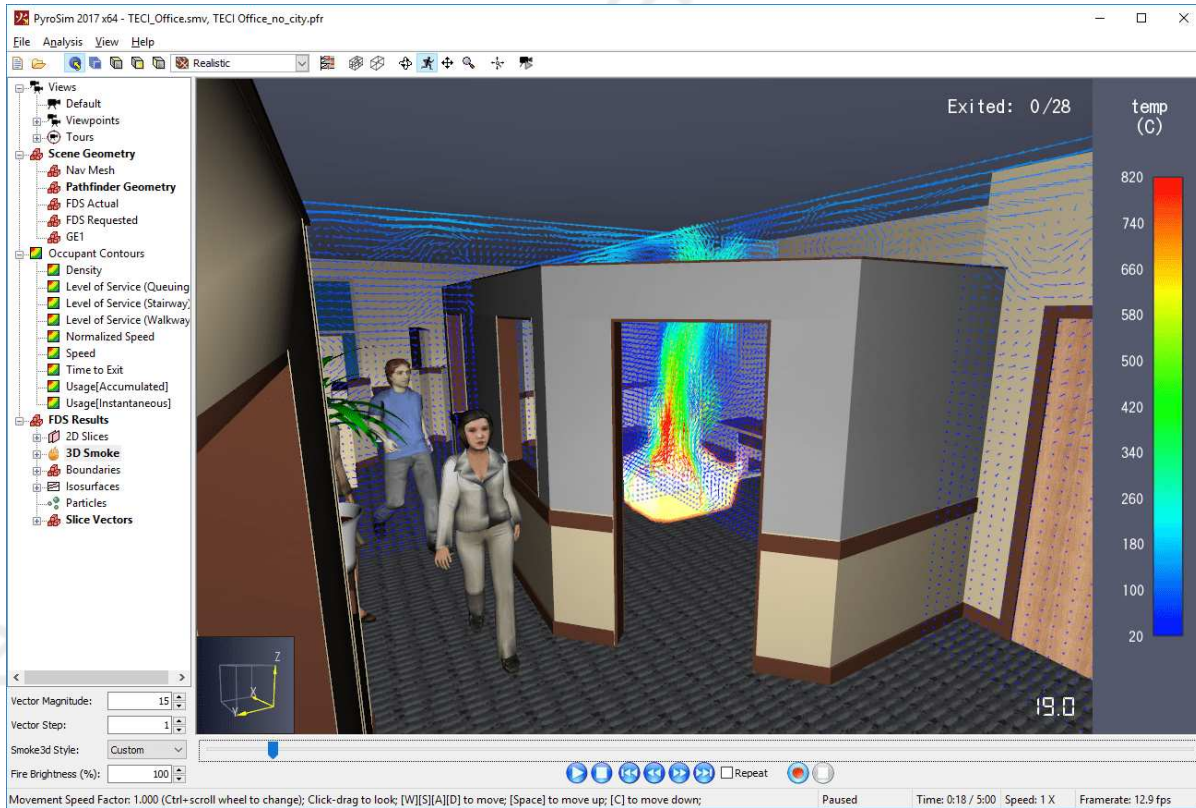 PyroSim 2017 x64 - TECI_Office.smv, TECI Office_no_city.pfr
File Analysis View Help
Realistic
Views
Default
Viewpoints
Tours
Scene Geometry
Nav Mesh
Pathfinder Geometry
FDS Actual
FDS Requested
GE1
Occupant Contours
Density
Level of Service (Queuing
Level of Service (Stairway)
Level of Service (Walkway
Normalized Speed
Speed
Time to Exit
Usage[Accumulated]
Usage[Instantaneous]
FDS Results
2D Slices
3D Smoke
Boundaries
Isosurfaces
Particles
Slice Vectors
Vector Magnitude: 15
Vector Step: 1
Smoke3d Style: Custom
Fire Brightness (%): 100
Exited: 0/28
temp
(C)
820
740
660
580
500
420
340
260
180
100
20
Z
X
Y
19.0
Repeat
Movement Speed Factor: 1.000 (Ctrl+scroll wheel to change); Click-drag to look; [W][S][A][D] to move; [Space] to move up; [C] to move down; Paused Time: 0:18 / 5:00 Speed: 1 X Framerate: 12.9 fps